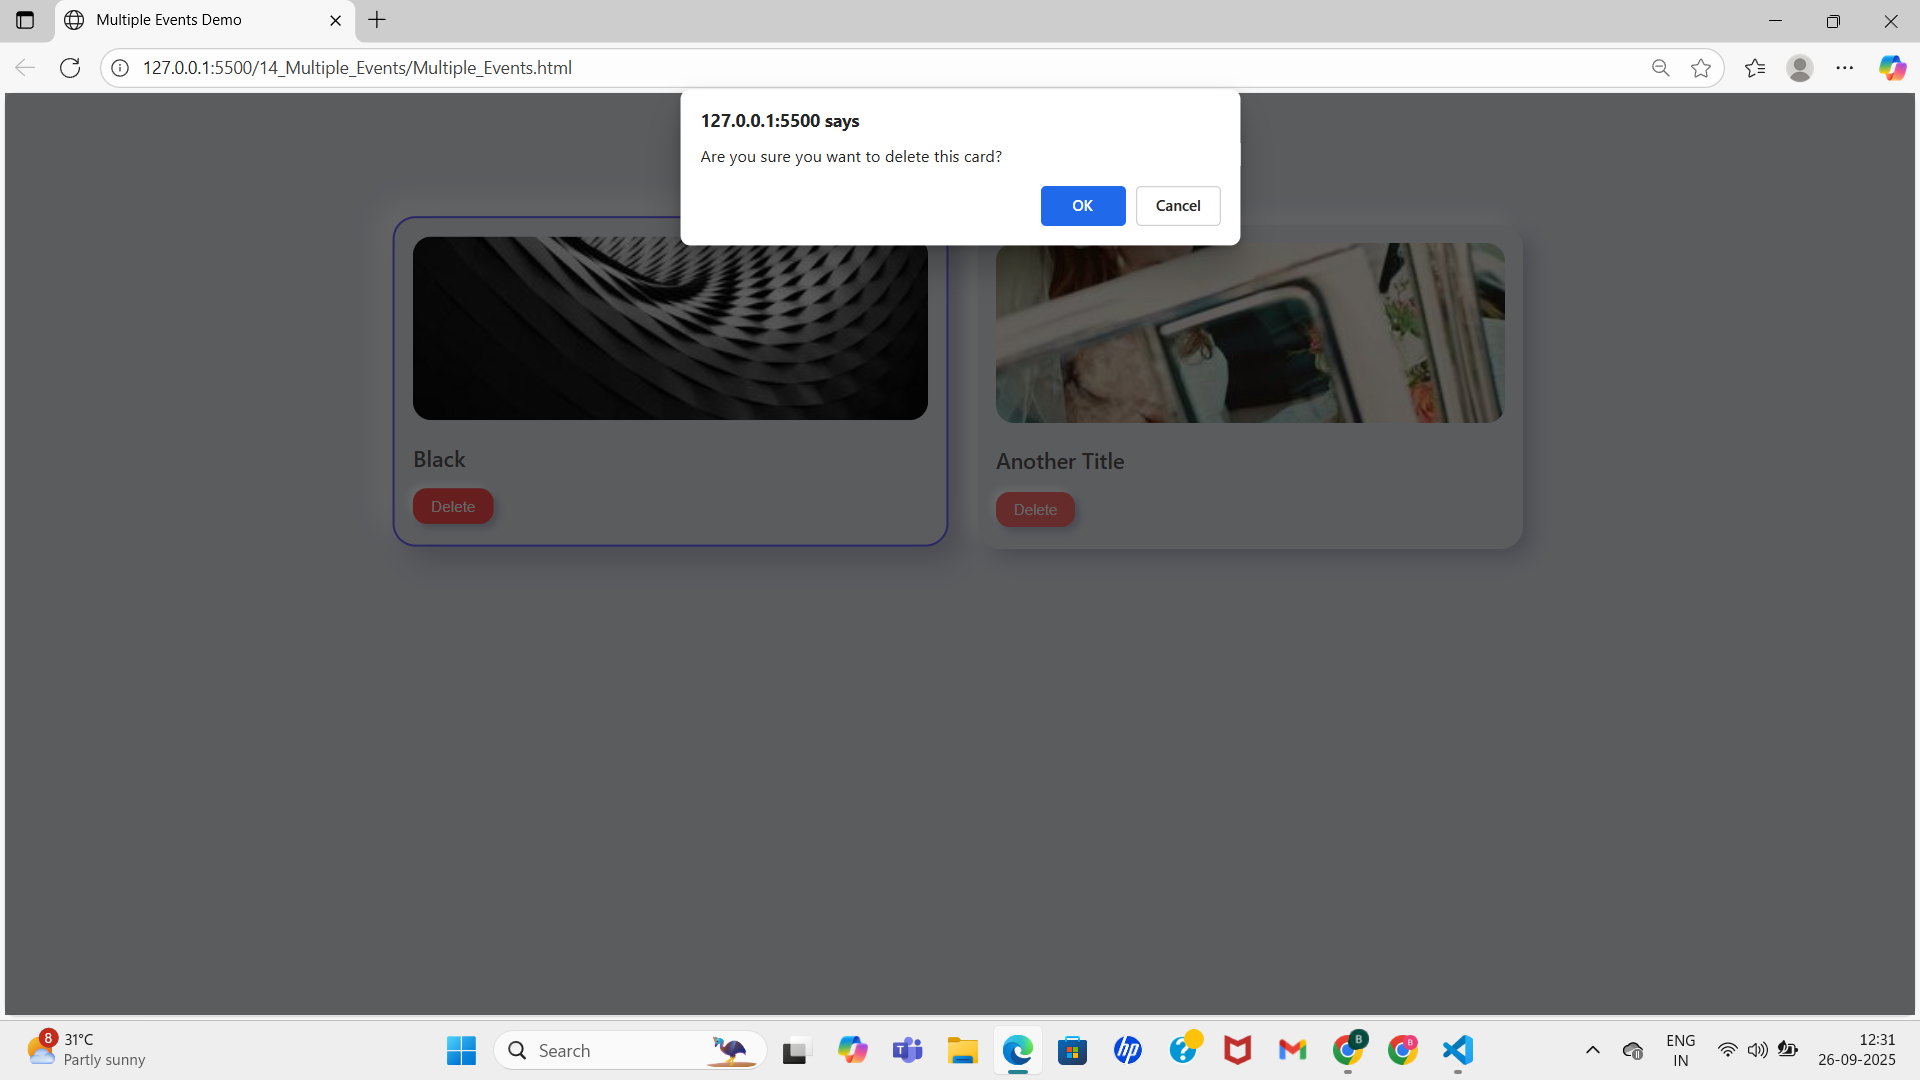 Multiple Events Demo
127.0.0.1:5500/14_Multiple_Events/Multiple_Events.html
127.0.0.1:5500 says
Are you sure you want to delete this card?
OK
Cancel
Black
Delete
Another Title
Delete
8
31°C
Partly sunny
Search
T
hp
?
B
B
ENG
IN
12:31
26-09-2025